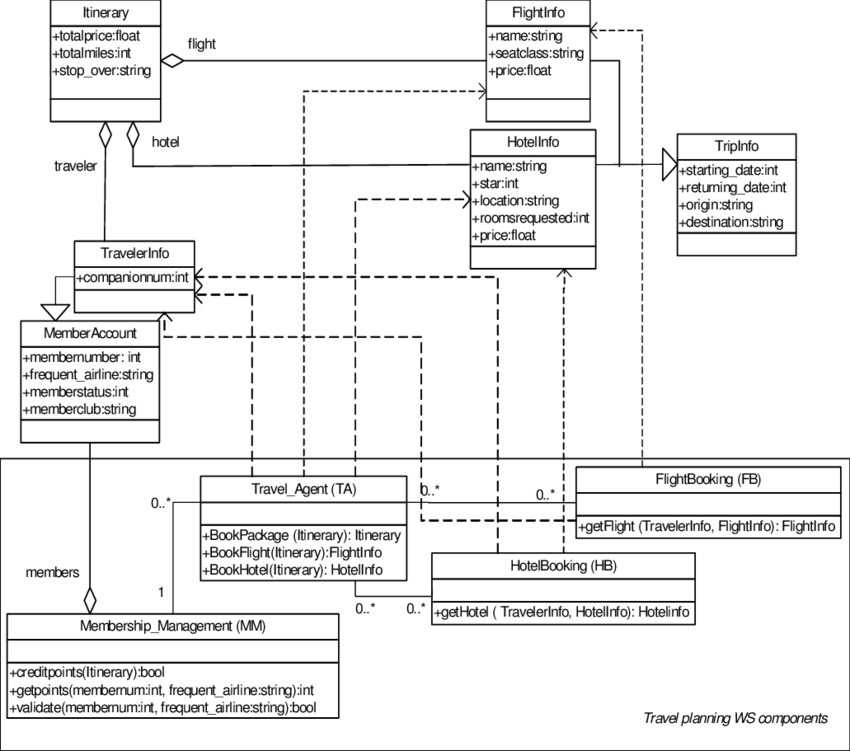 Itinerary
+totalprice:float
+totalmiles:int
+stop_over:string
flight
FlightInfo
+name:string
+seatclass:string
+price:float
traveler
hotel
HotelInfo
+name:string
+star:int
+location:string
+roomsrequested:int
+price:float
TripInfo
+starting_date:int
+returning_date:int
+origin:string
+destination:string
TravelerInfo
+companionnum:int
MemberAccount
+membernumber: int
+frequent_airline:string
+memberstatus:int
+memberclub:string
Travel_Agent (TA)
+BookPackage (Itinerary): Itinerary
+BookFlight(Itinerary):FlightInfo
+BookHotel(Itinerary): HotelInfo
0..*
0..*
0..*
FlightBooking (FB)
+getFlight (TravelerInfo, FlightInfo): FlightInfo
HotelBooking (HB)
+getHotel ( TravelerInfo, HotelInfo): Hotelinfo
members
1
0..*
0..*
Membership_Management (MM)
+creditpoints(Itinerary):bool
+getpoints(membernum:int, frequent_airline:string):int
+validate(membernum:int, frequent_airline:string):bool
Travel planning WS components